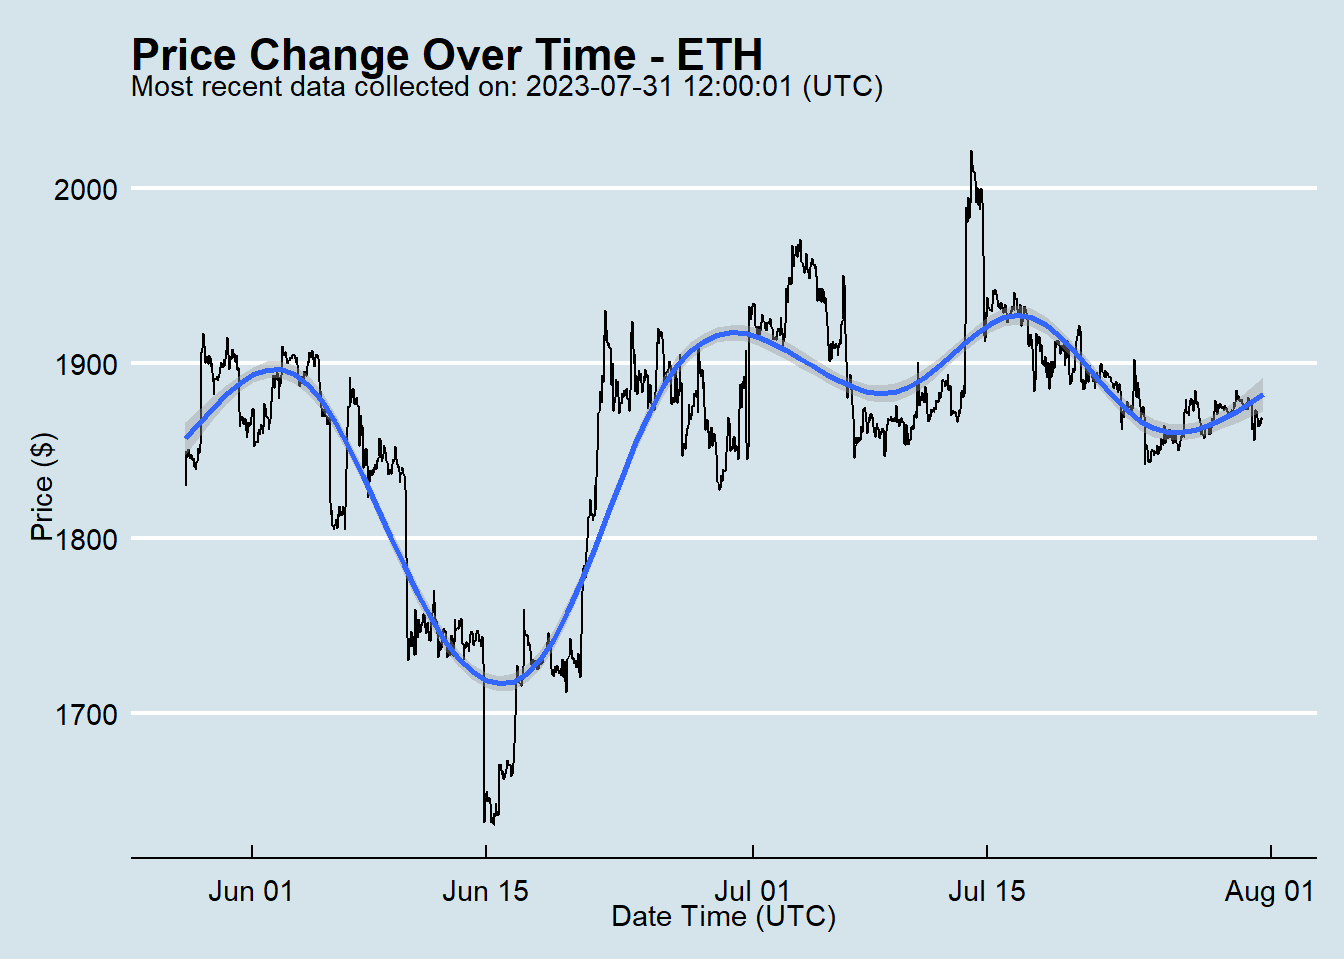 Price Change Over Time - ETH
Most recent data collected on: 2023-07-31 12:00:01 (UTC)
2000
1900
1800
1700
Price ($)
Jun 01
Jun 15
Jul 01
Jul 15
Aug 01
Date Time (UTC)